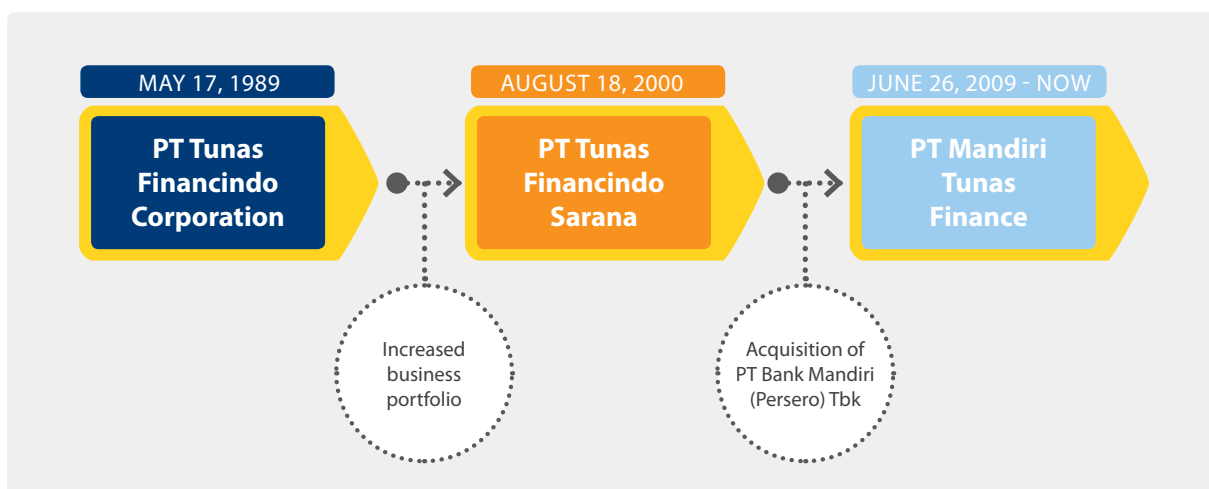 MAY 17, 1989
PT Tunas
Financindo
Corporation
Increased
business
portfolio
AUGUST 18, 2000
PT Tunas
Financindo
Sarana
Acquisition of
PT Bank Mandiri
(Persero) Tbk
JUNE 26, 2009 - NOW
PT Mandiri
Tunas
Finance